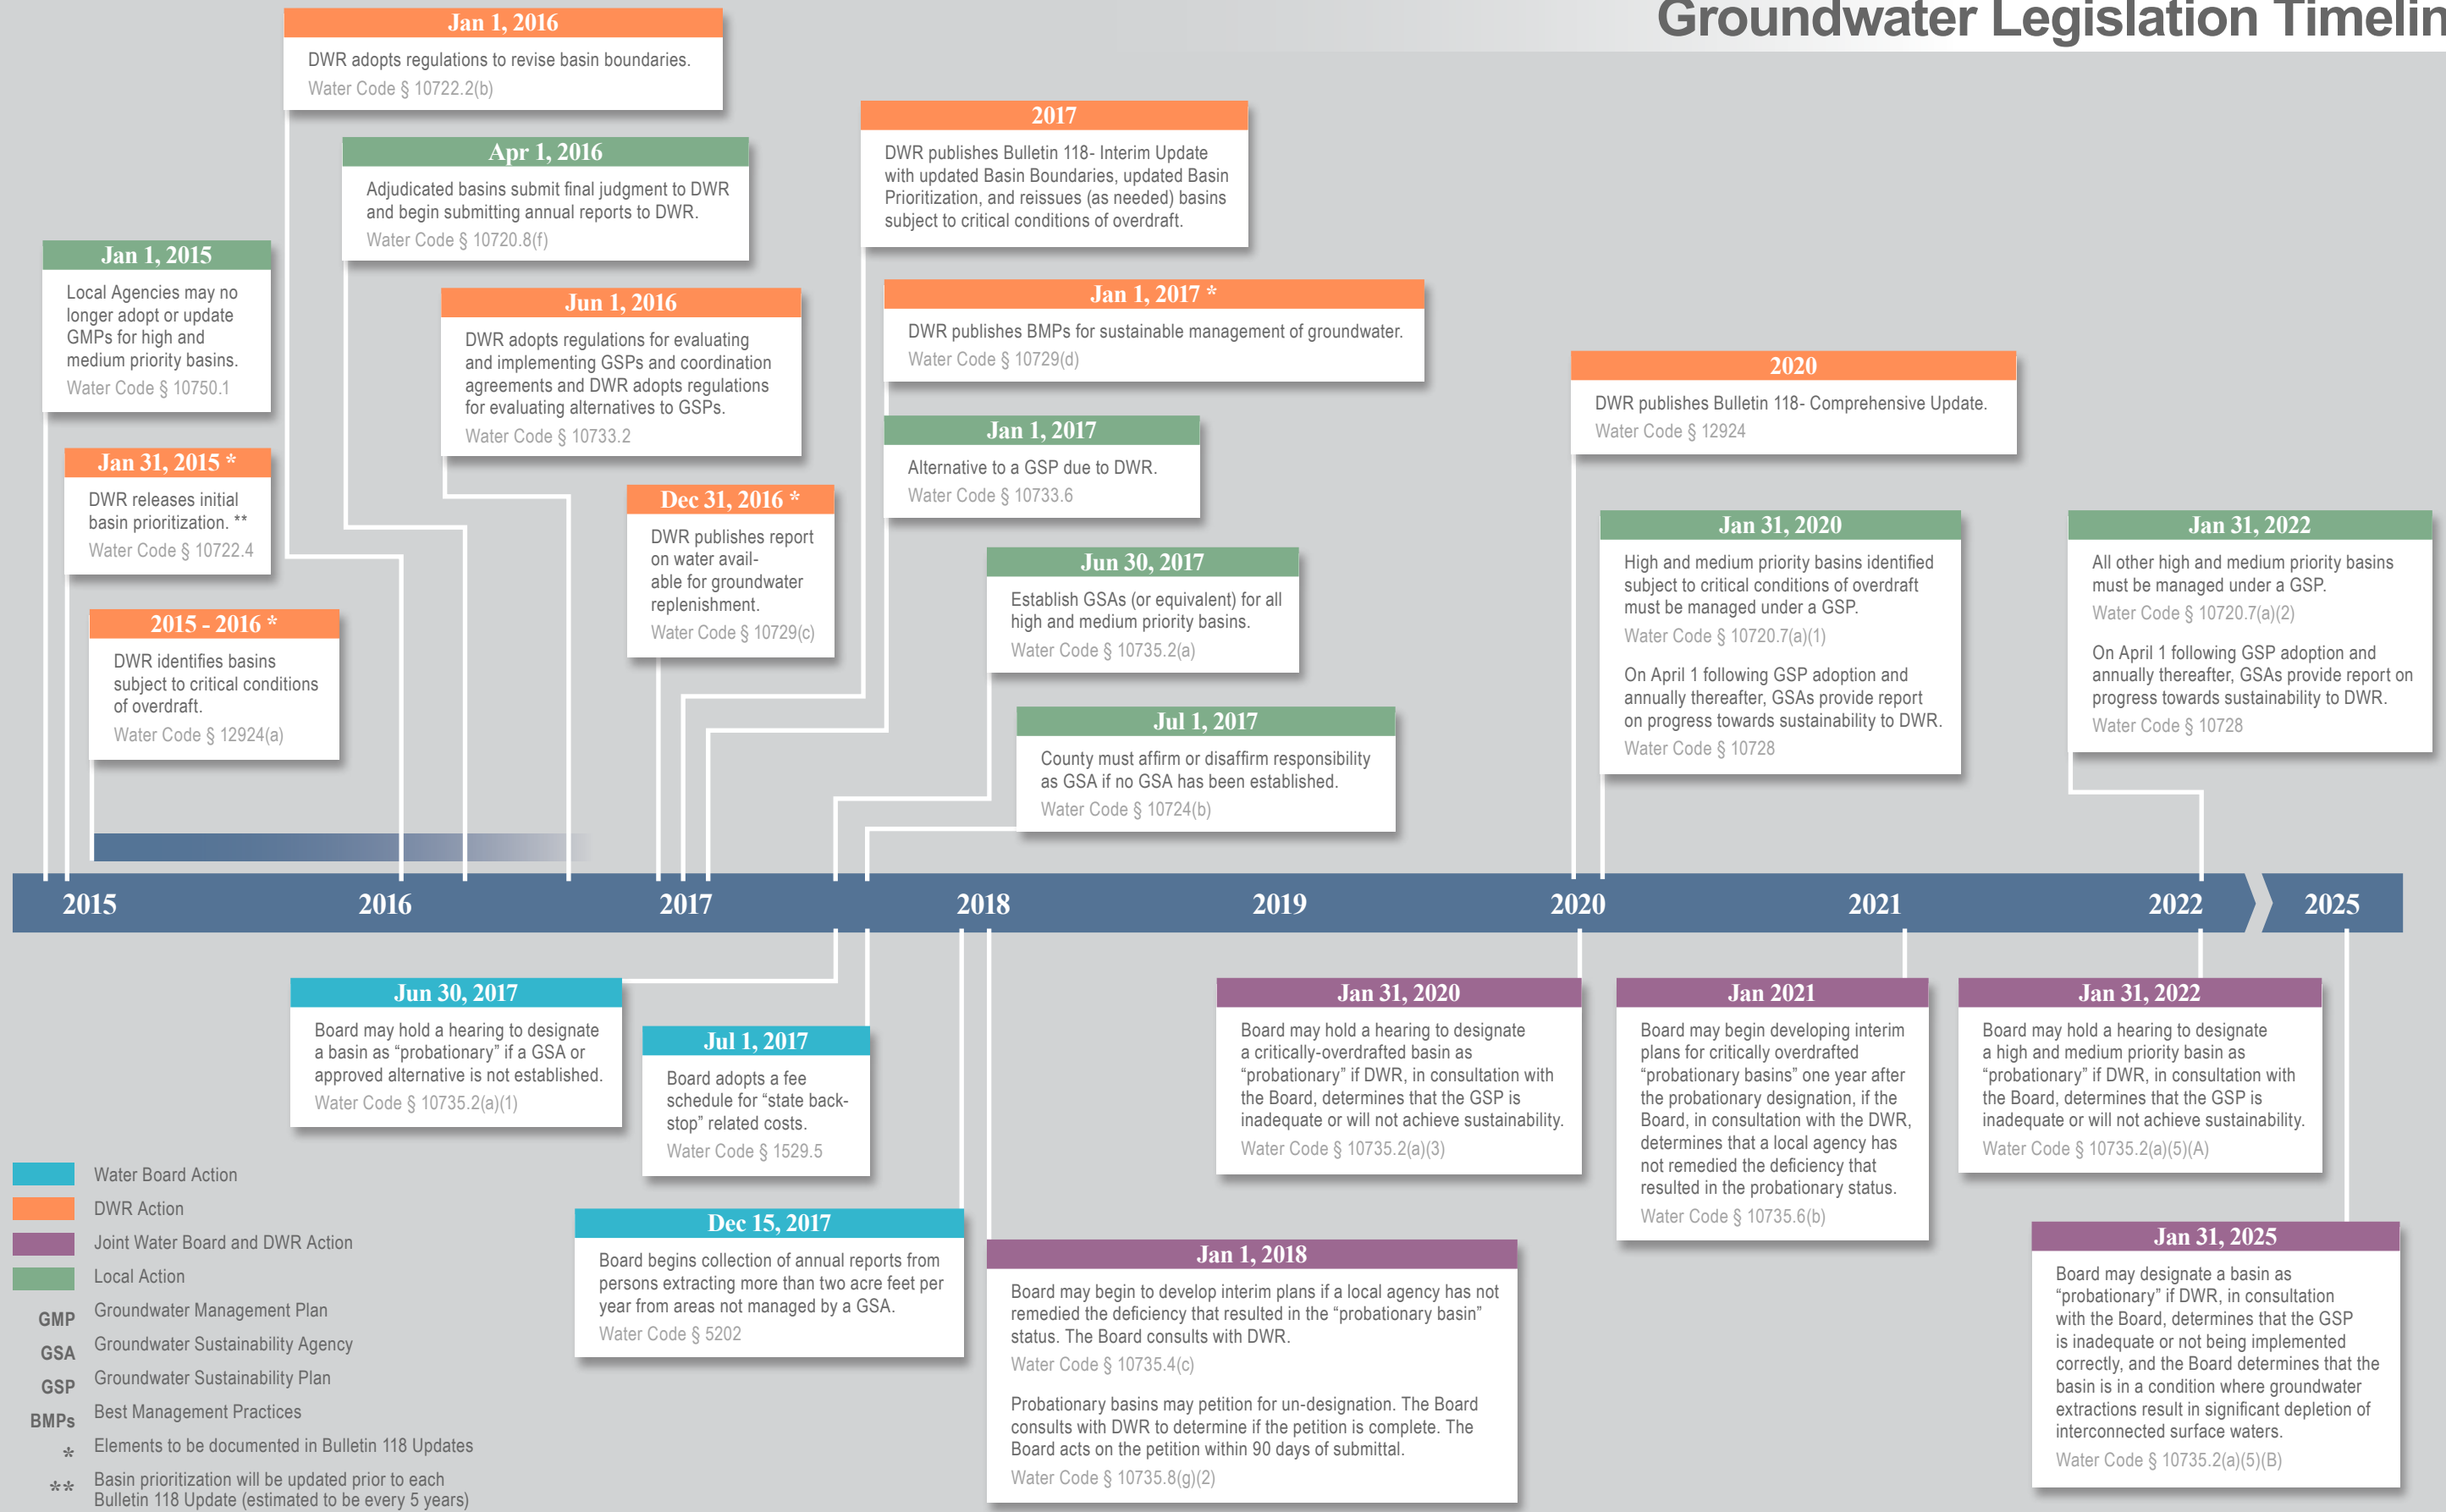 Groundwater Legislation Timelin
Jan 1, 2016
DWR adopts regulations to revise basin boundaries.
Water Code § 10722.2(b)
Apr 1, 2016
Adjudicated basins submit final judgment to DWR
and begin submitting annual reports to DWR.
Water Code § 10720.8(f)
Jan 1, 2015
Local Agencies may no
longer adopt or update
GMPs for high and
medium priority basins.
Water Code § 10750.1
Jun 1, 2016
DWR adopts regulations for evaluating
and implementing GSPs and coordination
agreements and DWR adopts regulations
for evaluating alternatives to GSPs.
Water Code § 10733.2
Jan 31, 2015 *
DWR releases initial
basin prioritization. **
Water Code § 10722.4
Dec 31, 2016 *
DWR publishes report
on water avail-
able for groundwater
replenishment.
Water Code § 10729(c)
2015 - 2016 *
DWR identifies basins
subject to critical conditions
of overdraft.
Water Code § 12924(a)
2017
DWR publishes Bulletin 118- Interim Update
with updated Basin Boundaries, updated Basin
Prioritization, and reissues (as needed) basins
subject to critical conditions of overdraft.
Jan 1, 2017 *
DWR publishes BMPs for sustainable management of groundwater.
Water Code § 10729(d)
Jan 1, 2017
Alternative to a GSP due to DWR.
Water Code § 10733.6
Jun 30, 2017
Establish GSAs (or equivalent) for all
high and medium priority basins.
Water Code § 10735.2(a)
Jul 1, 2017
County must affirm or disaffirm responsibility
as GSA if no GSA has been established.
Water Code § 10724(b)
2020
DWR publishes Bulletin 118- Comprehensive Update.
Water Code § 12924
Jan 31, 2020
High and medium priority basins identified
subject to critical conditions of overdraft
must be managed under a GSP.
Water Code § 10720.7(a)(1)
On April 1 following GSP adoption and
annually thereafter, GSAs provide report
on progress towards sustainability to DWR.
Water Code § 10728
Jan 31, 2022
All other high and medium priority basins
must be managed under a GSP.
Water Code § 10720.7(a)(2)
On April 1 following GSP adoption and
annually thereafter, GSAs provide report on
progress towards sustainability to DWR.
Water Code § 10728
2015 2016 2017 2018 2019 2020 2021 2022 2025
Jun 30, 2017
Board may hold a hearing to designate
a basin as “probationary” if a GSA or
approved alternative is not established.
Water Code § 10735.2(a)(1)
Jul 1, 2017
Board adopts a fee
schedule for “state back-
stop” related costs.
Water Code § 1529.5
Dec 15, 2017
Board begins collection of annual reports from
persons extracting more than two acre feet per
year from areas not managed by a GSA.
Water Code § 5202
Jan 1, 2018
Board may begin to develop interim plans if a local agency has not
remedied the deficiency that resulted in the “probationary basin”
status. The Board consults with DWR.
Water Code § 10735.4(c)
Probationary basins may petition for un-designation. The Board
consults with DWR to determine if the petition is complete. The
Board acts on the petition within 90 days of submittal.
Water Code § 10735.8(g)(2)
Jan 31, 2020
Board may hold a hearing to designate
a critically-overdrafted basin as
“probationary” if DWR, in consultation with
the Board, determines that the GSP is
inadequate or will not achieve sustainability.
Water Code § 10735.2(a)(3)
Jan 2021
Board may begin developing interim
plans for critically overdrafted
“probationary basins” one year after
the probationary designation, if the
Board, in consultation with the DWR,
determines that a local agency has
not remedied the deficiency that
resulted in the probationary status.
Water Code § 10735.6(b)
Jan 31, 2022
Board may hold a hearing to designate
a high and medium priority basin as
“probationary” if DWR, in consultation with
the Board, determines that the GSP is
inadequate or will not achieve sustainability.
Water Code § 10735.2(a)(5)(A)
Jan 31, 2025
Board may designate a basin as
“probationary” if DWR, in consultation
with the Board, determines that the GSP
is inadequate or not being implemented
correctly, and the Board determines that the
basin is in a condition where groundwater
extractions result in significant depletion of
interconnected surface waters.
Water Code § 10735.2(a)(5)(B)
Water Board Action
DWR Action
Joint Water Board and DWR Action
Local Action
GMP Groundwater Management Plan
GSA Groundwater Sustainability Agency
GSP Groundwater Sustainability Plan
BMPs Best Management Practices
* Elements to be documented in Bulletin 118 Updates
** Basin prioritization will be updated prior to each
Bulletin 118 Update (estimated to be every 5 years)